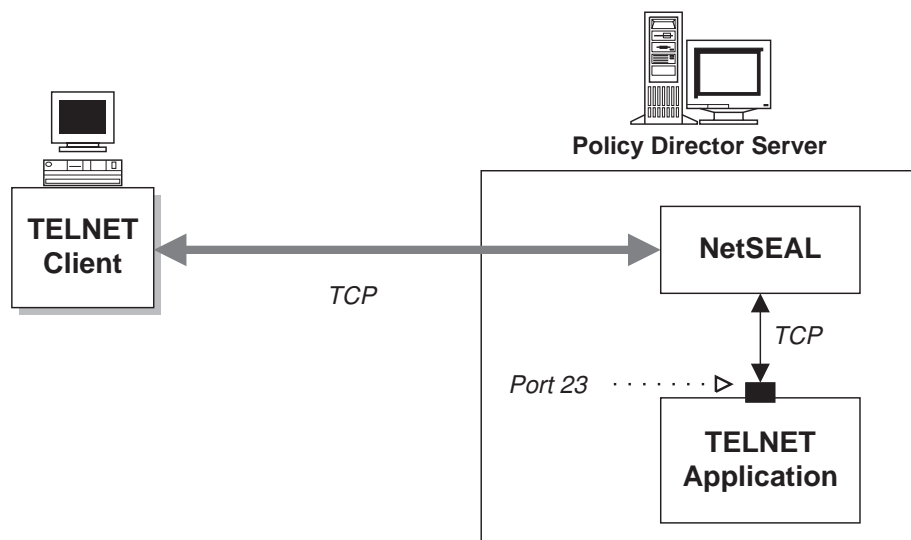 Policy Director Server
TELNET
Client
NetSEAL
TCP
TCP
Port 23
TELNET
Application